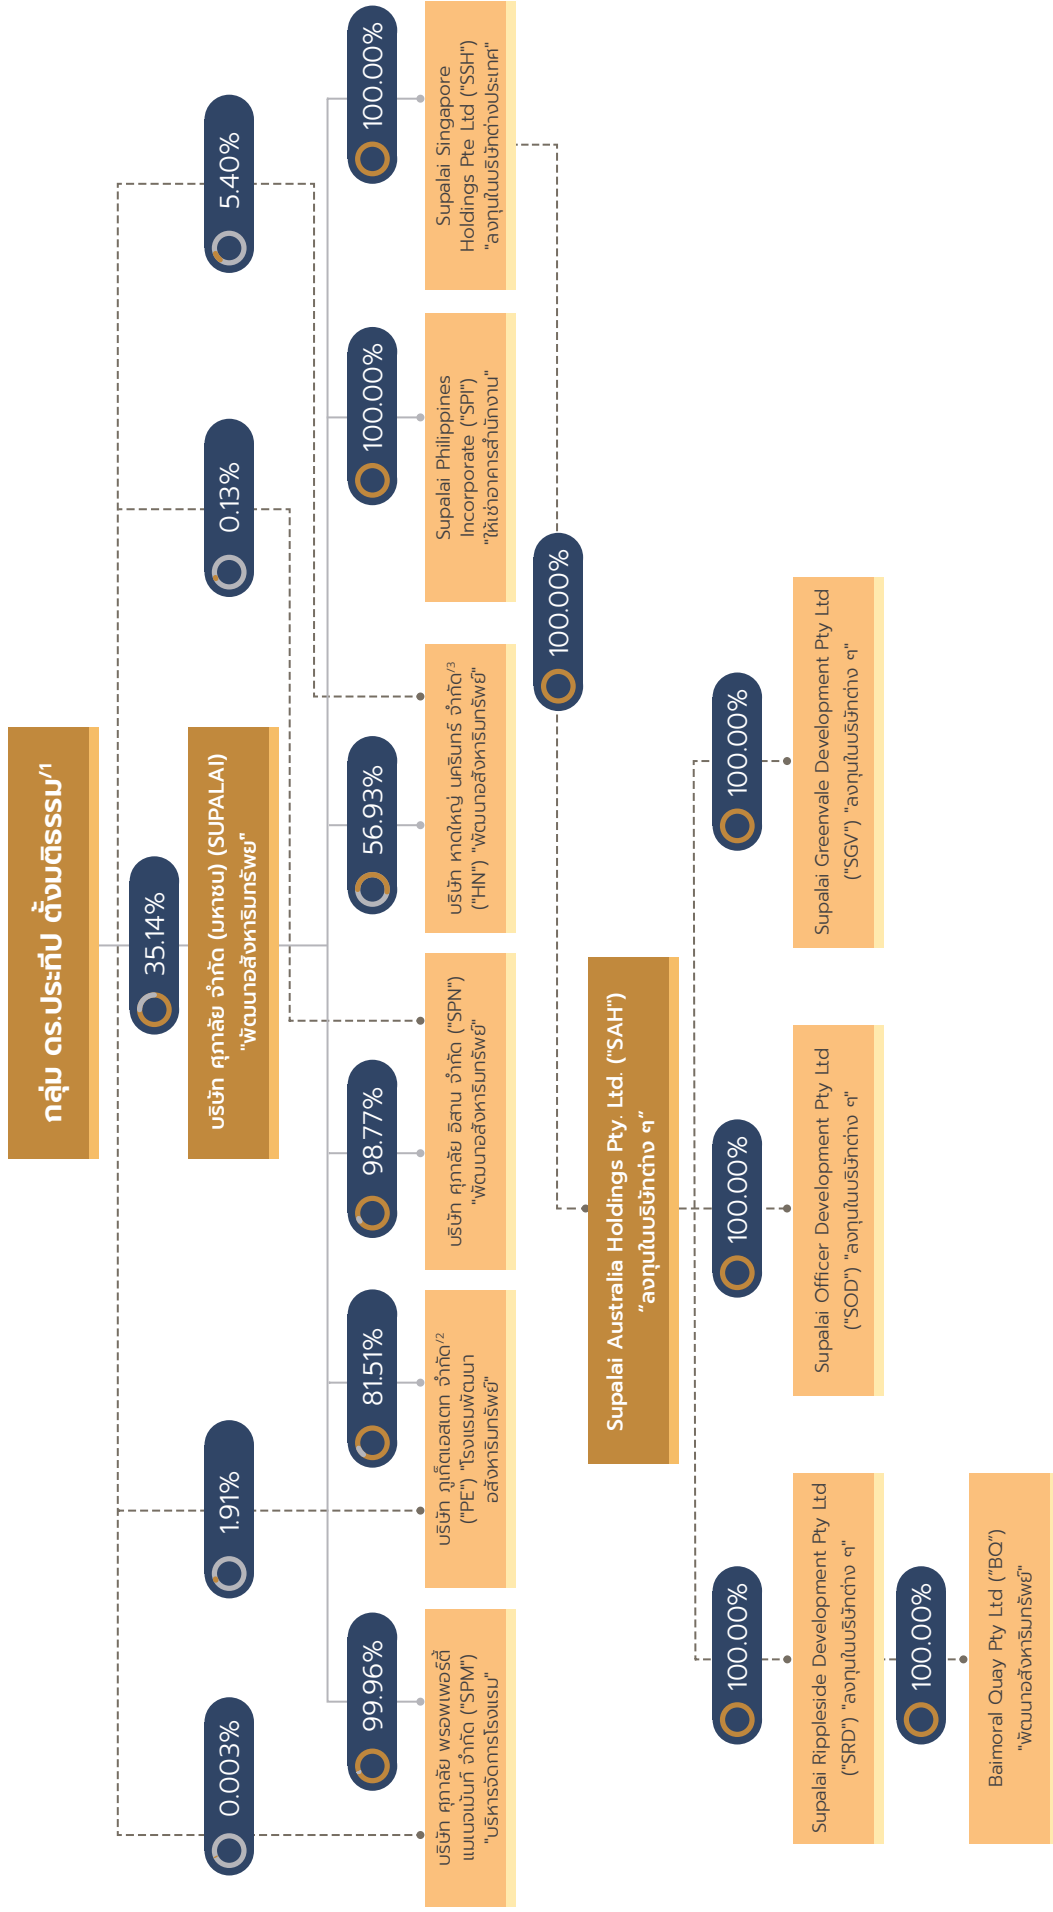 กลุ่ม ดร.ประทีป ตั้งมติธรรม/1
35.14%
บริษัท ศุภาลัย จำกัด (มหาชน) (SUPALAI)
"พัฒนาอสังหาริมทรัพย์"
0.003%
1.91%
0.13%
5.40%
99.96%
81.51%
98.77%
56.93%
100.00%
100.00%
บริษัท ศุภาลัย พรอพเพอร์ตี้
แมเนจเม้นท์ จำกัด ("SPM")
"บริหารจัดการโรงแรม"
บริษัท ภูเก็ตเอสเตท จำกัด/2
("PE") "โรงแรมพัฒนา
อสังหาริมทรัพย์"
บริษัท ศุภาลัย อีสาน จำกัด ("SPN")
"พัฒนาอสังหาริมทรัพย์"
บริษัท หาดใหญ่ นครินทร์ จำกัด/3
("HN") "พัฒนาอสังหาริมทรัพย์"
Supalai Philippines
Incorporate ("SPI")
"ให้เช่าอาคารสำนักงาน"
Supalai Singapore
Holdings Pte Ltd ("SSH")
"ลงทุนในบริษัทต่างประเทศ"
100.00%
Supalai Australia Holdings Pty. Ltd. ("SAH")
"ลงทุนในบริษัทต่าง ๆ"
100.00%
100.00%
100.00%
Supalai Rippleside Development Pty Ltd
("SRD") "ลงทุนในบริษัทต่าง ๆ"
Supalai Officer Development Pty Ltd
("SOD") "ลงทุนในบริษัทต่าง ๆ"
Supalai Greenvale Development Pty Ltd
("SGV") "ลงทุนในบริษัทต่าง ๆ"
100.00%
Baimoral Quay Pty Ltd ("BQ")
"พัฒนาอสังหาริมทรัพย์"